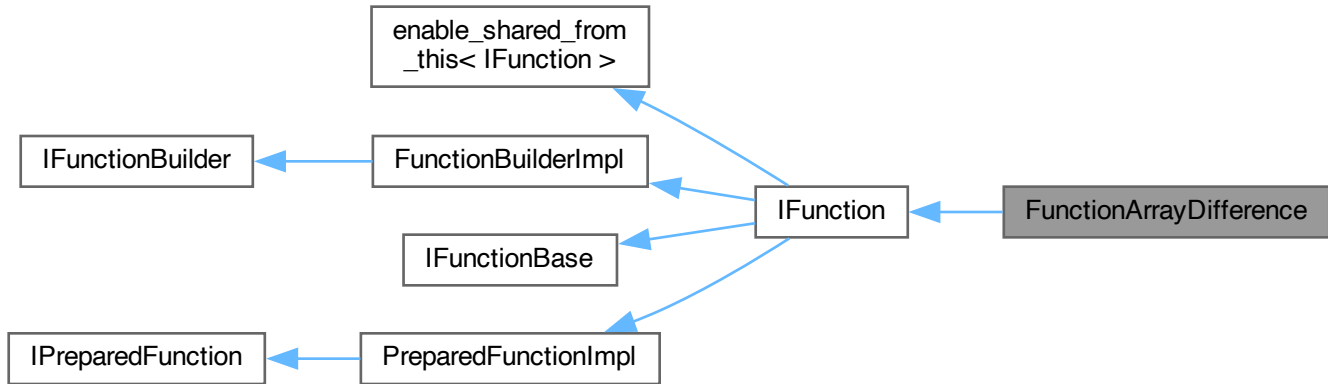 enable_shared_from
_this< IFunction >
IFunctionBuilder
FunctionBuilderImpl
IFunction
FunctionArrayDifference
IFunctionBase
IPreparedFunction
PreparedFunctionImpl